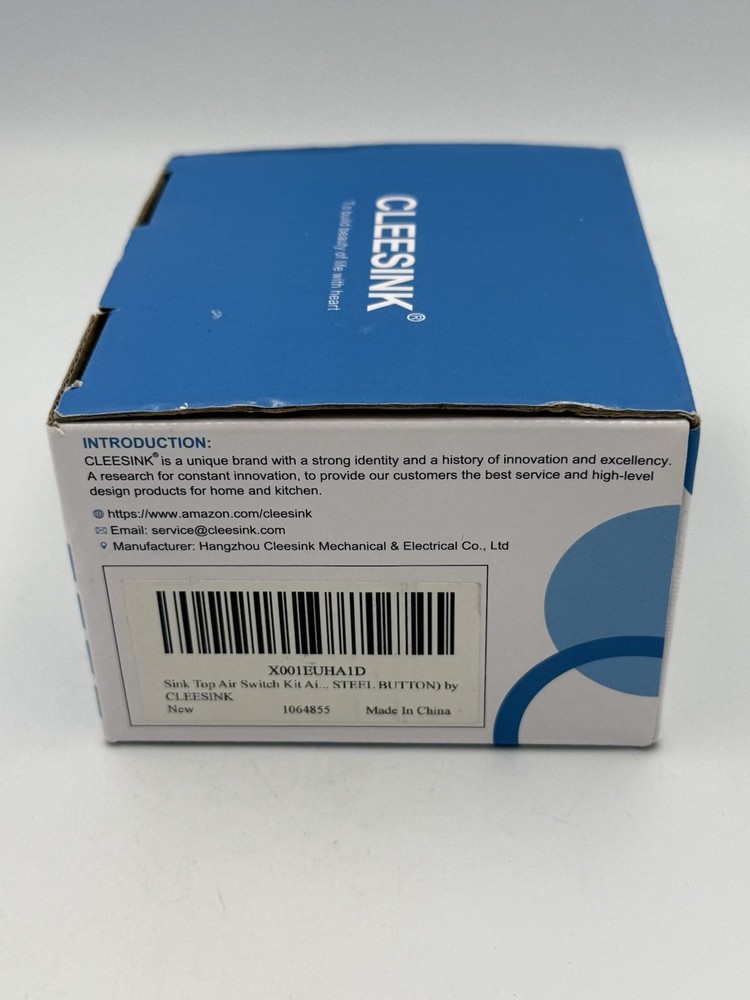 CLEESINK®
To build beauty of life with heart
INTRODUCTION:
CLEESINK® is a unique brand with a strong identity and a history of innovation and excellency.
A research for constant innovation, to provide our customers the best service and high-level
design products for home and kitchen.
https://www.amazon.com/cleesink
Email: service@cleesink.com
Manufacturer: Hangzhou Cleesink Mechanical & Electrical Co., Ltd
X001EUHA1D
Sink Top Air Switch Kit Ai... STEEL BUTTON) by
CLEESINK
New 1064855 Made In China